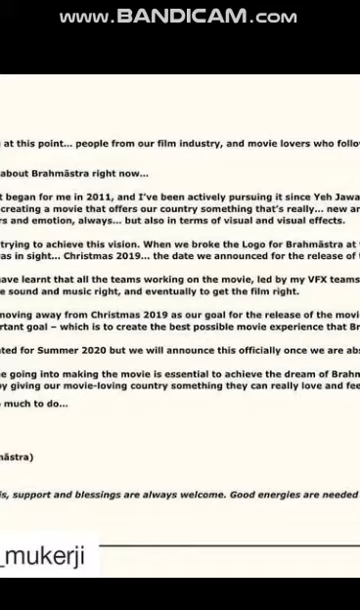 www.BANDICAM.com
at this point... people from our film industry, and movie lovers who follo
about Brahmāstra right now...
t began for me in 2011, and I've been actively pursuing it since Yeh Jawa
creating a movie that offers our country something that's really... new an
rs and emotion, always... but also in terms of visual and visual effects.
trying to achieve this vision. When we broke the Logo for Brahmāstra at
as in sight... Christmas 2019... the date we announced for the release of t
have learnt that all the teams working on the movie, led by my VFX teams
e sound and music right, and eventually to get the film right.
moving away from Christmas 2019 as our goal for the release of the movi
rtant goal – which is to create the best possible movie experience that Br
ted for Summer 2020 but we will announce this officially once we are abs
e going into making the movie is essential to achieve the dream of Brahm
by giving our movie-loving country something they can really love and fee
o much to do...
māstra)
is, support and blessings are always welcome. Good energies are needed
_mukerji